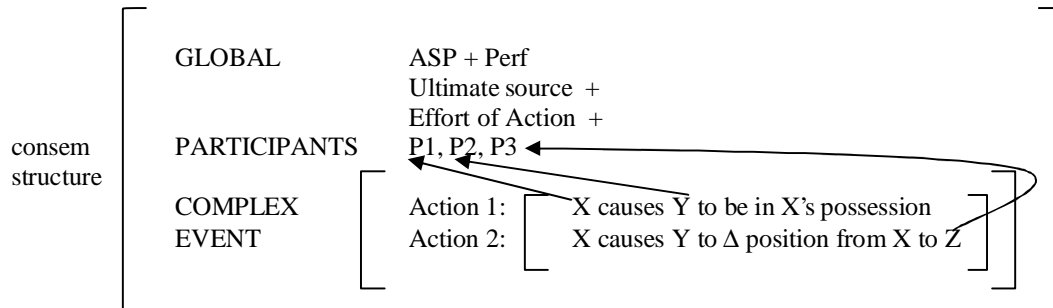 GLOBAL ASP + Perf
Ultimate source +
Effort of Action +
consem structure
PARTICIPANTS P1, P2, P3
COMPLEX EVENT
Action 1: X causes Y to be in X’s possession
Action 2: X causes Y to Δ position from X to Z